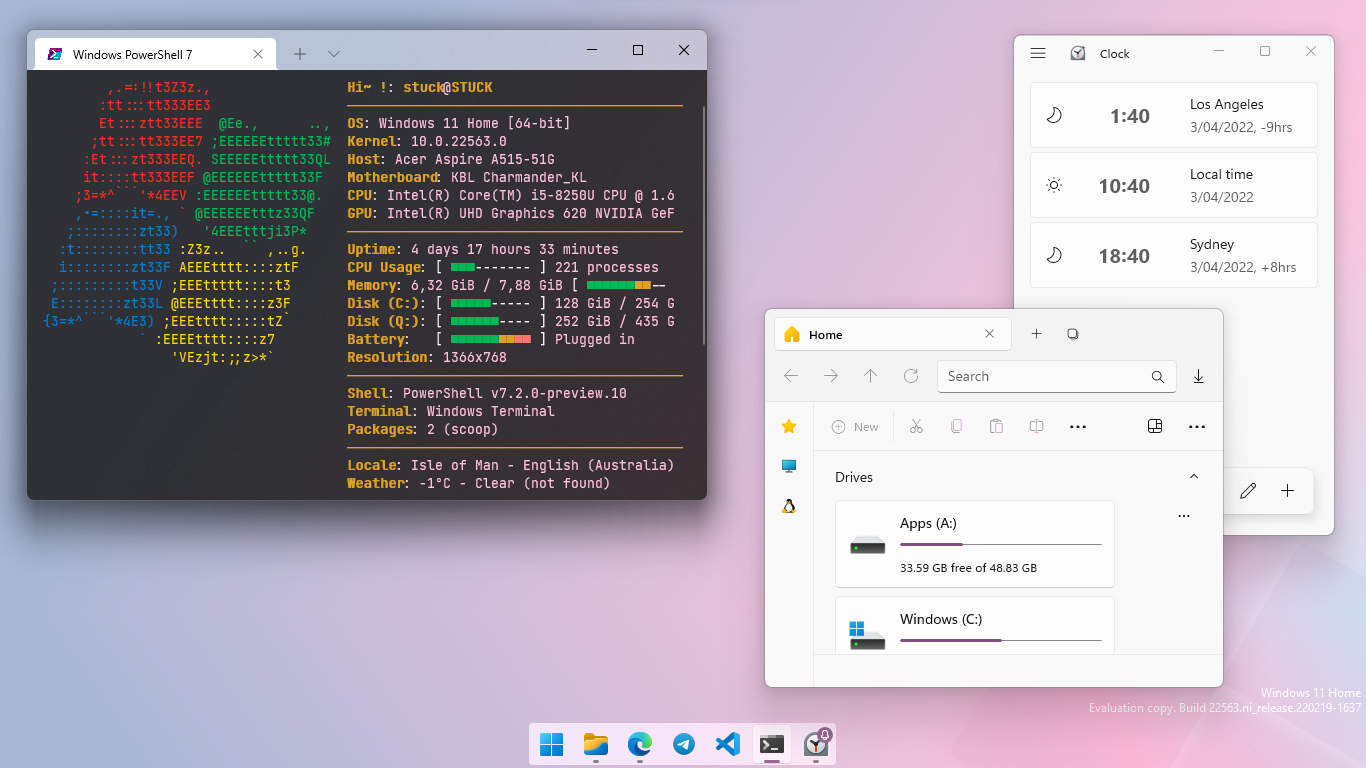 Windows PowerShell 7
,.=:!!t3Z3z.,
:tt:::tt333EE3
Et:::ztt33EEE  @Ee.,      ..,
;tt:::tt333EE7 ;EEEEEEttttt33#
:Et:::zt333EEQ. SEEEEEttttt33QL
it::::tt333EEF @EEEEEEttttt33F
;3=*^```'*4EEV :EEEEEEttttt33@.
,.=::::it=., ` @EEEEEEtttz33QF
;::::::::zt33)   '4EEEtttji3P*
:t::::::::tt33 :Z3z..  `` ,..g.
i::::::::zt33F AEEEtttt::::ztF
;:::::::::t33V ;EEEttttt::::t3
E::::::::zt33L @EEEtttt::::z3F
{3=*^```'*4E3) ;EEEtttt:::::tZ`
` :EEEEtttt::::z7
'VEzjt:;;z>*`
Hi~ !: stuck@STUCK
OS: Windows 11 Home [64-bit]
Kernel: 10.0.22563.0
Host: Acer Aspire A515-51G
Motherboard: KBL Charmander_KL
CPU: Intel(R) Core(TM) i5-8250U CPU @ 1.6
GPU: Intel(R) UHD Graphics 620 NVIDIA GeF
Uptime: 4 days 17 hours 33 minutes
CPU Usage: [ ■■■------- ] 221 processes
Memory: 6,32 GiB / 7,88 GiB [ ■■■■■■■■--
Disk (C:): [ ■■■■■----- ] 128 GiB / 254 G
Disk (Q:): [ ■■■■■■---- ] 252 GiB / 435 G
Battery:   [ ■■■■■■■■■■ ] Plugged in
Resolution: 1366x768
Shell: PowerShell v7.2.0-preview.10
Terminal: Windows Terminal
Packages: 2 (scoop)
Locale: Isle of Man - English (Australia)
Weather: -1°C - Clear (not found)
Clock
1:40
Los Angeles
3/04/2022, -9hrs
10:40
Local time
3/04/2022
18:40
Sydney
3/04/2022, +8hrs
Home
Search
New
Drives
Apps (A:)
33.59 GB free of 48.83 GB
Windows (C:)
Windows 11 Home
Evaluation copy. Build 22563.ni_release.220219-1637